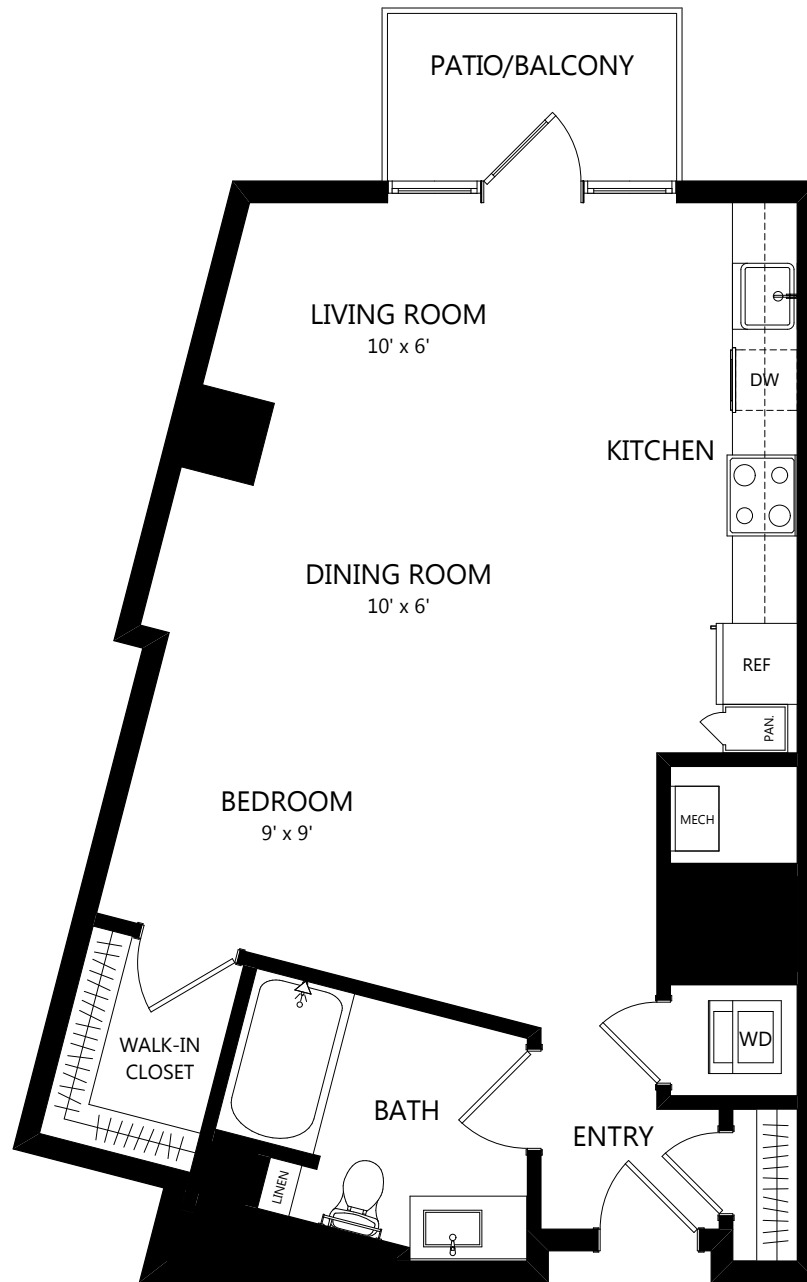 PATIO/BALCONY
LIVING ROOM
10' x 6'
DW
KITCHEN
DINING ROOM
10' x 6'
REF
PAN.
BEDROOM
9' x 9'
MECH
WALK-IN
CLOSET
WD
BATH
ENTRY
LINEN